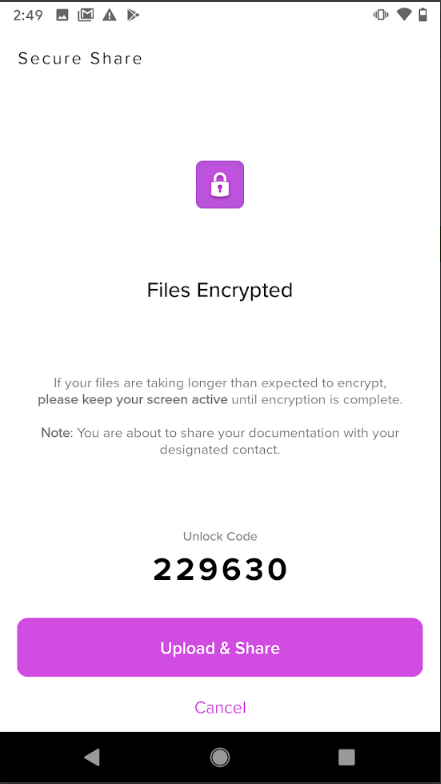 2:49
Secure Share
Files Encrypted
If your files are taking longer than expected to encrypt,
please keep your screen active until encryption is complete.
Note: You are about to share your documentation with your
designated contact.
Unlock Code
229630
Upload & Share
Cancel